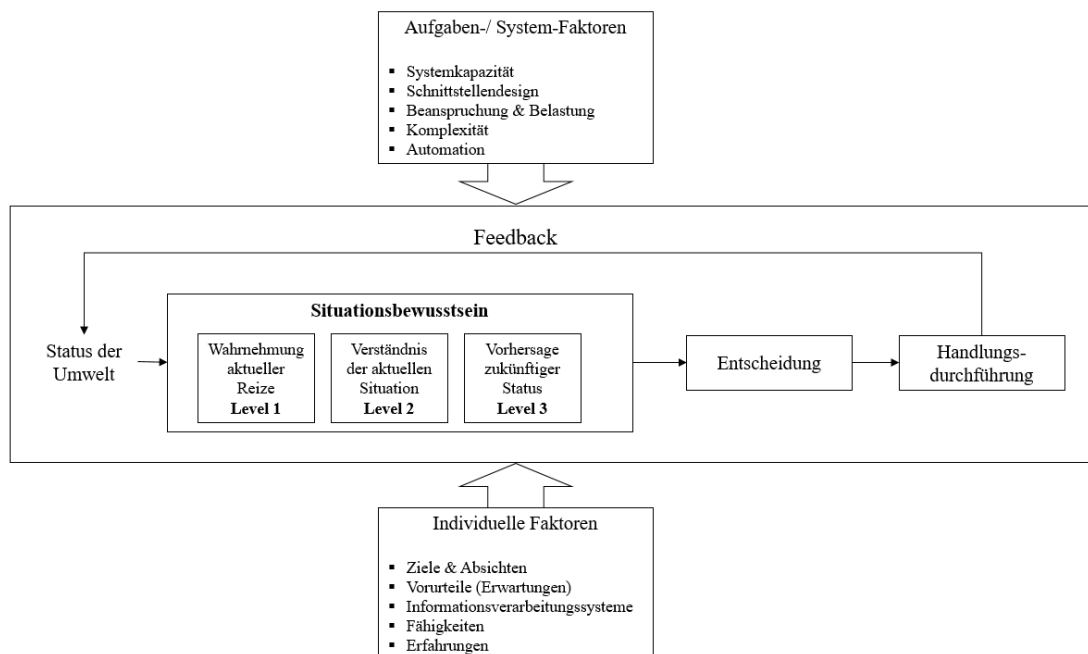 Aufgaben-/ System-Faktoren
▪ Systemkapazität
▪ Schnittstellendesign
▪ Beanspruchung & Belastung
▪ Komplexität
▪ Automation
Feedback
Situationsbewusstsein
Status der
Umwelt
Wahrnehmung
aktueller
Reize
Level 1
Verständnis
der aktuellen
Situation
Level 2
Vorhersage
zukünftiger
Status
Level 3
Entscheidung
Handlungs-
durchführung
Individuelle Faktoren
▪ Ziele & Absichten
▪ Vorurteile (Erwartungen)
▪ Informationsverarbeitungssysteme
▪ Fähigkeiten
▪ Erfahrungen